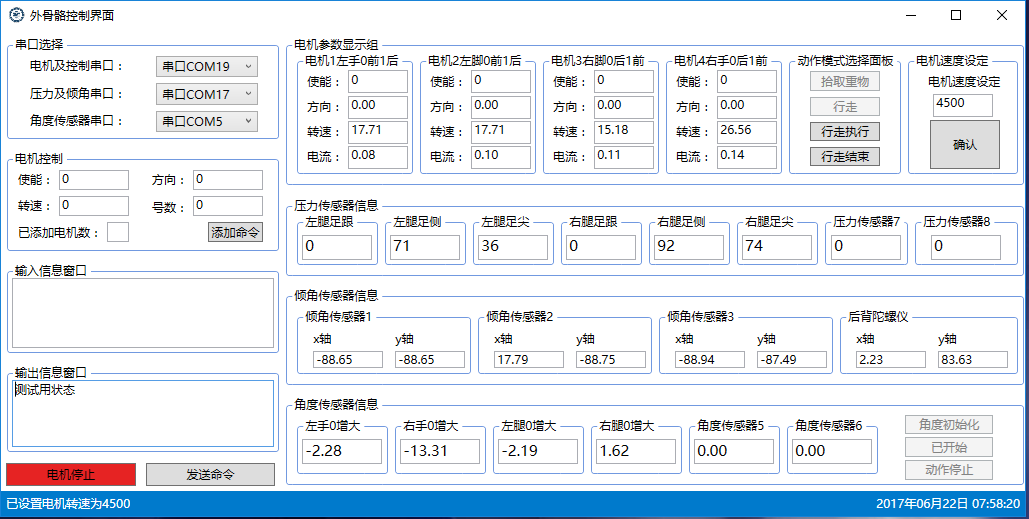 外骨骼控制界面
串口选择
电机及控制串口： 串口COM19
压力及倾角串口： 串口COM17
角度传感器串口： 串口COM5
电机控制
使能： 0 方向： 0
转速： 0 号数： 0
已添加电机数： 添加命令
输入信息窗口
输出信息窗口
测试用状态
电机停止 发送命令
电机参数显示组
电机1左手0前1后
使能： 0
方向： 0.00
转速： 17.71
电流： 0.08
电机2左脚0前1后
使能： 0
方向： 0.00
转速： 17.71
电流： 0.10
电机3右脚0后1前
使能： 0
方向： 0.00
转速： 15.18
电流： 0.11
电机4右手0后1前
使能： 0
方向： 0.00
转速： 26.56
电流： 0.14
动作模式选择面板
拾取重物
行走
行走执行
行走结束
电机速度设定
电机速度设定
4500
确认
压力传感器信息
左腿足跟 左腿足侧 左腿足尖 右腿足跟 右腿足侧 右腿足尖 压力传感器7 压力传感器8
0 71 36 0 92 74 0 0
倾角传感器信息
倾角传感器1 倾角传感器2 倾角传感器3 后背陀螺仪
x轴 y轴 x轴 y轴 x轴 y轴 x轴 y轴
-88.65 -88.65 17.79 -88.75 -88.94 -87.49 2.23 83.63
角度传感器信息
左手0增大 右手0增大 左腿0增大 右腿0增大 角度传感器5 角度传感器6
-2.28 -13.31 -2.19 1.62 0.00 0.00
角度初始化
已开始
动作停止
已设置电机转速为4500 2017年06月22日 07:58:20